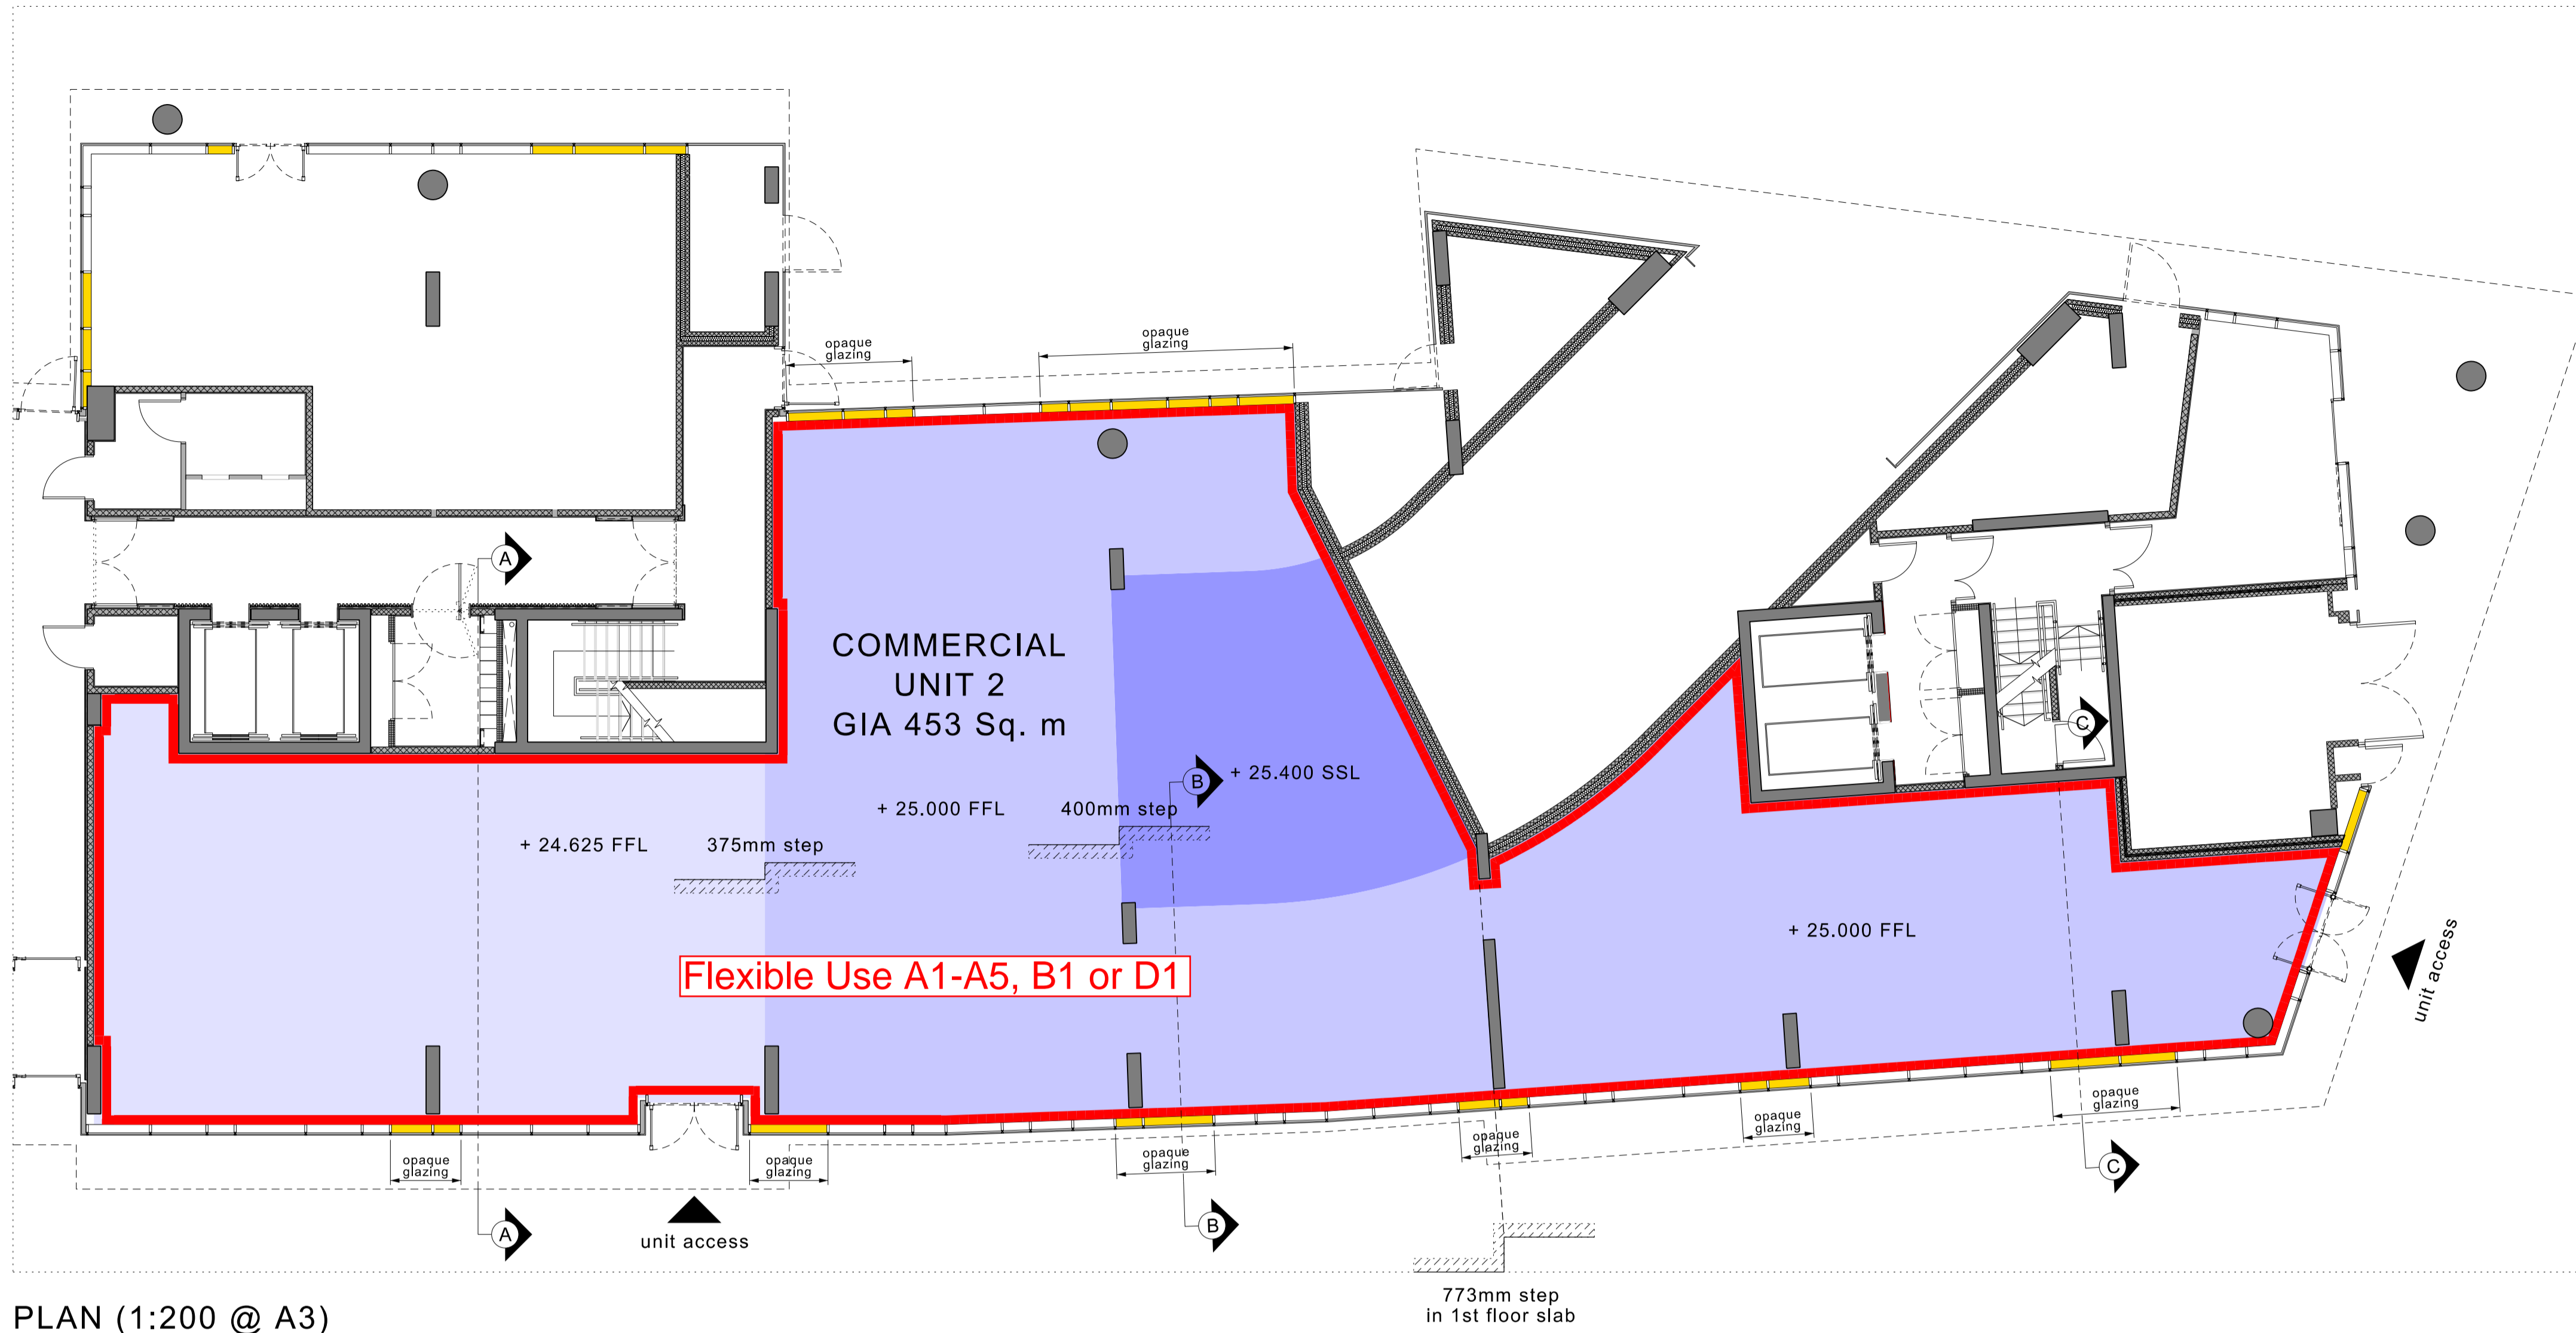 opaque
glazing
opaque
glazing
A
COMMERCIAL
UNIT 2
GIA 453 Sq. m
C
B
+ 25.400 SSL
+ 25.000 FFL
400mm step
+ 24.625 FFL
375mm step
+ 25.000 FFL
Flexible Use A1-A5, B1 or D1
unit access
opaque
glazing
opaque
glazing
opaque
glazing
opaque
glazing
opaque
glazing
opaque
glazing
C
A
B
unit access
773mm step
in 1st floor slab
PLAN (1:200 @ A3)